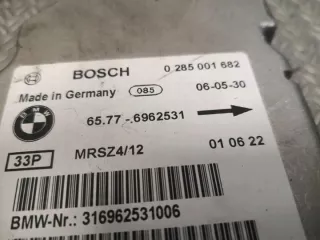 BOSCH 0 285 001 682
Made in Germany 085 06-05-30
BMW 65.77 -.6962531
33P MRSZ4/12 01 06 22
BMW-Nr.: 316962531006